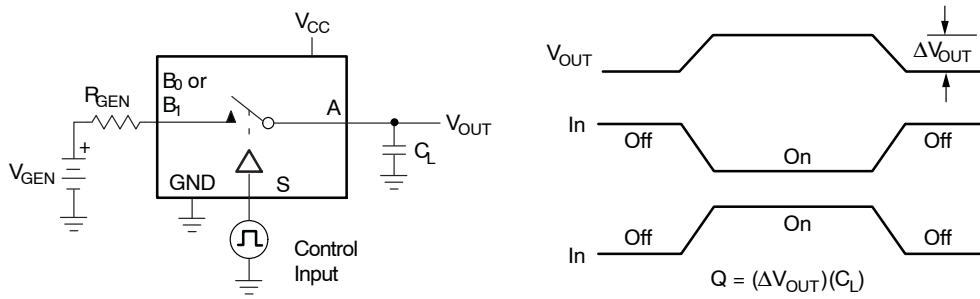 V_CC
B_0 or
B_1
A
R_GEN
V_OUT
C_L
+
V_GEN
GND
S
Control
Input
V_OUT
ΔV_OUT
In
Off
On
Off
In
Off
On
Off
Q = (ΔV_OUT)(C_L)